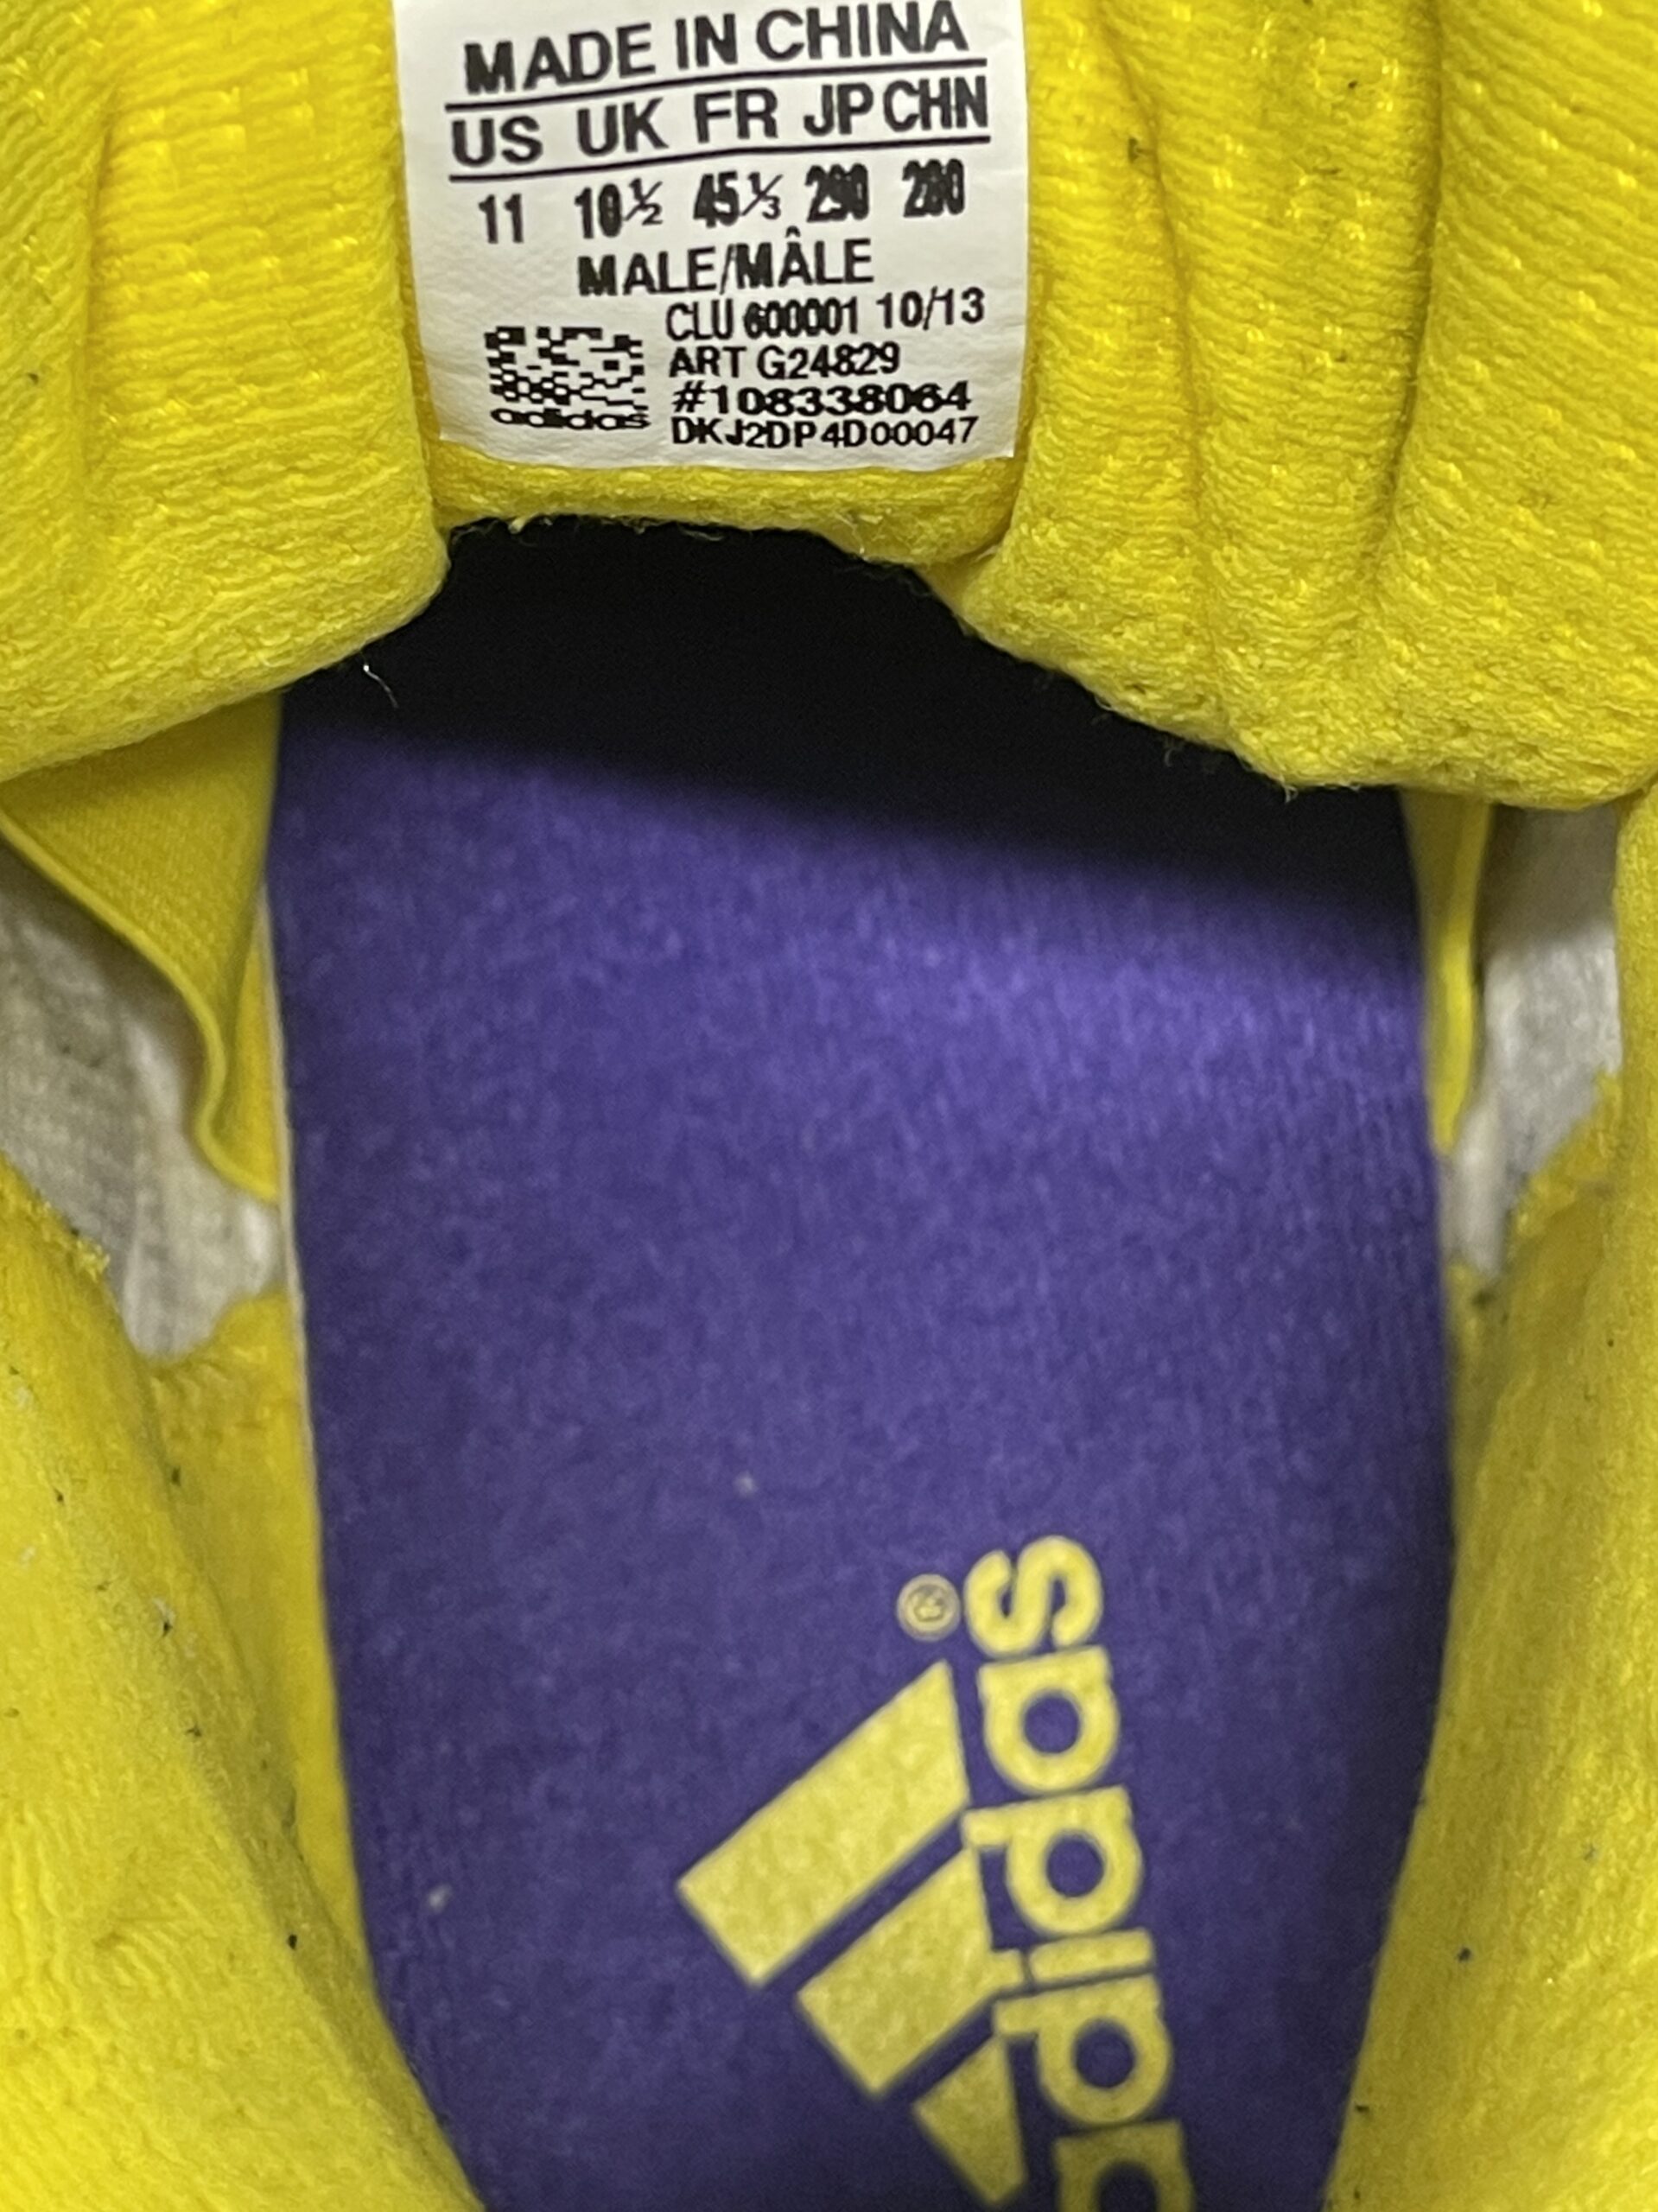 MADE IN CHINA
US UK FR JP CHN
11 10½ 45⅓ 290 280
MALE/MÂLE
CLU 600001 10/13
ART G24829
#108338064
adidas
DKJ2DP4D00047
adidas®